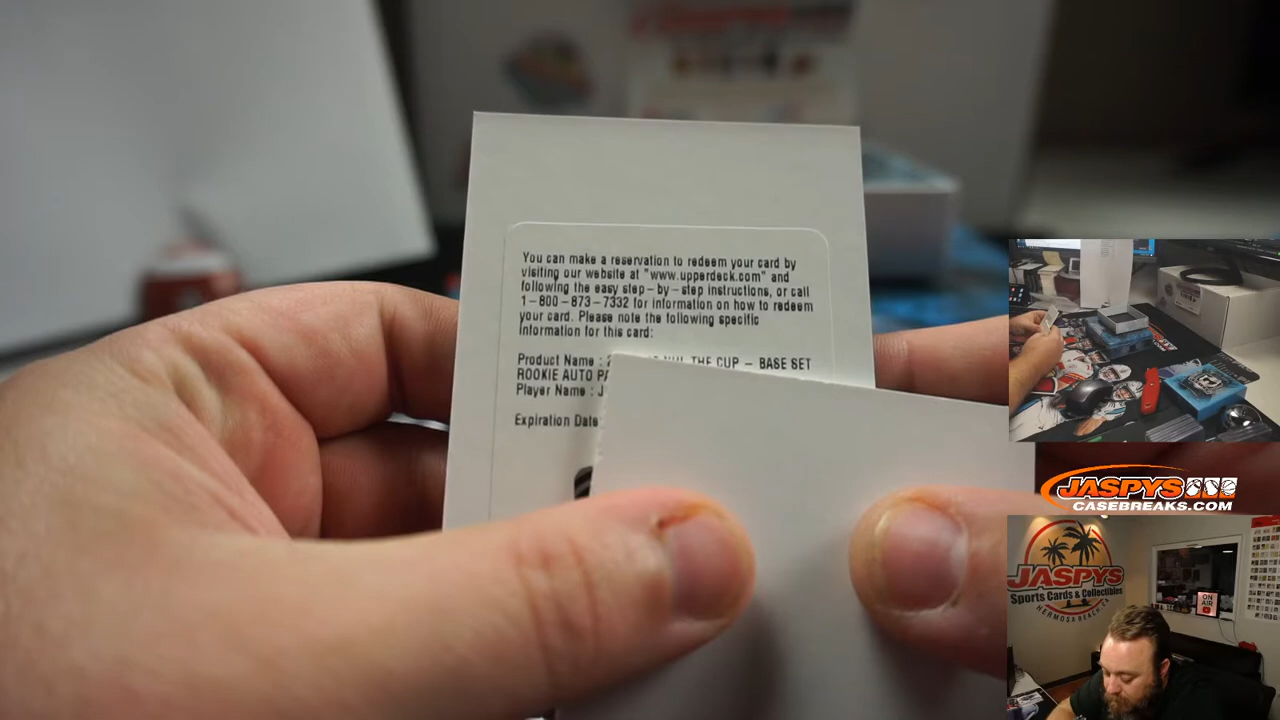 You can make a reservation to redeem your card by
visiting our website at "www.upperdeck.com" and
following the easy step-by-step instructions, or call
1-800-873-7332 for information on how to redeem
your card. Please note the following specific
information for this card:
Product Name : THE CUP - BASE SET
ROOKIE AUTO
Player Name : J
Expiration Date
JASPYS
CASEBREAKS.COM
JASPYS
Sports Cards & Collectibles
HERMOSA BEACH, CA
ON
AIR